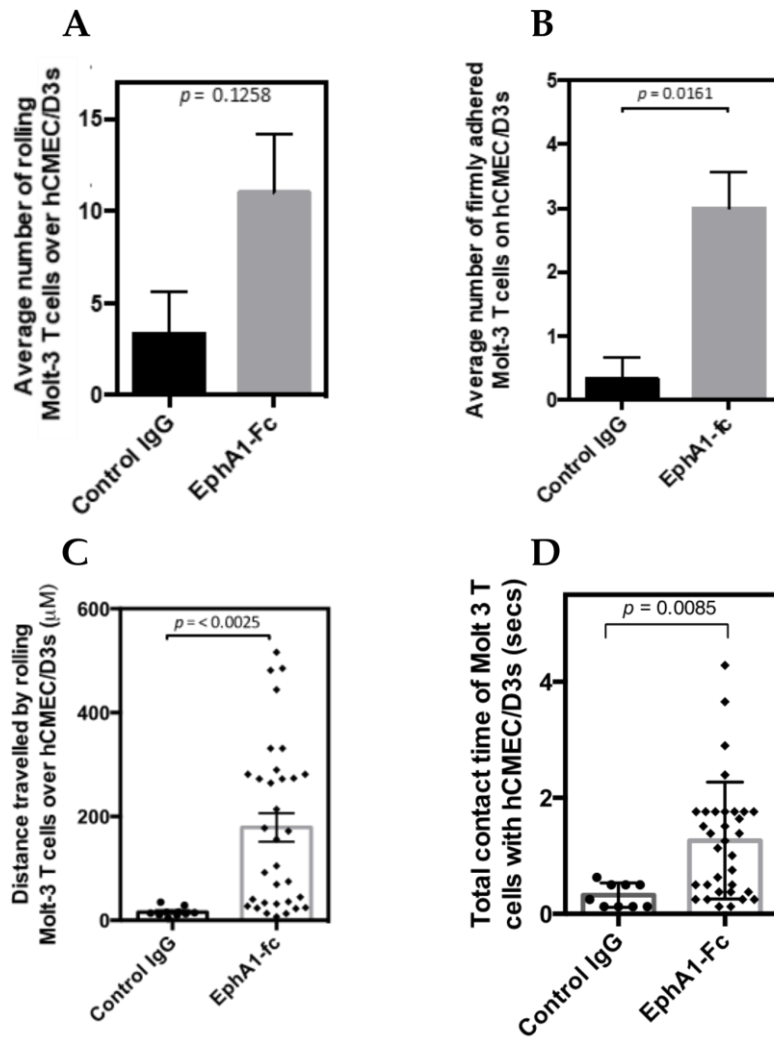 A
Average number of rolling
Molt-3 T cells over hCMEC/D3s
p = 0.1258
15
10
5
0
Control IgG
EphA1-Fc
B
Average number of firmly adhered
Molt-3 T cells on hCMEC/D3s
p = 0.0161
5
4
3
2
1
0
Control IgG
EphA1-fc
C
Distance travelled by rolling
Molt-3 T cells over hCMEC/D3s (μM)
p = < 0.0025
600
400
200
0
Control IgG
EphA1-fc
D
Total contact time of Molt 3 T
cells with hCMEC/D3s (secs)
p = 0.0085
4
2
0
Control IgG
EphA1-Fc